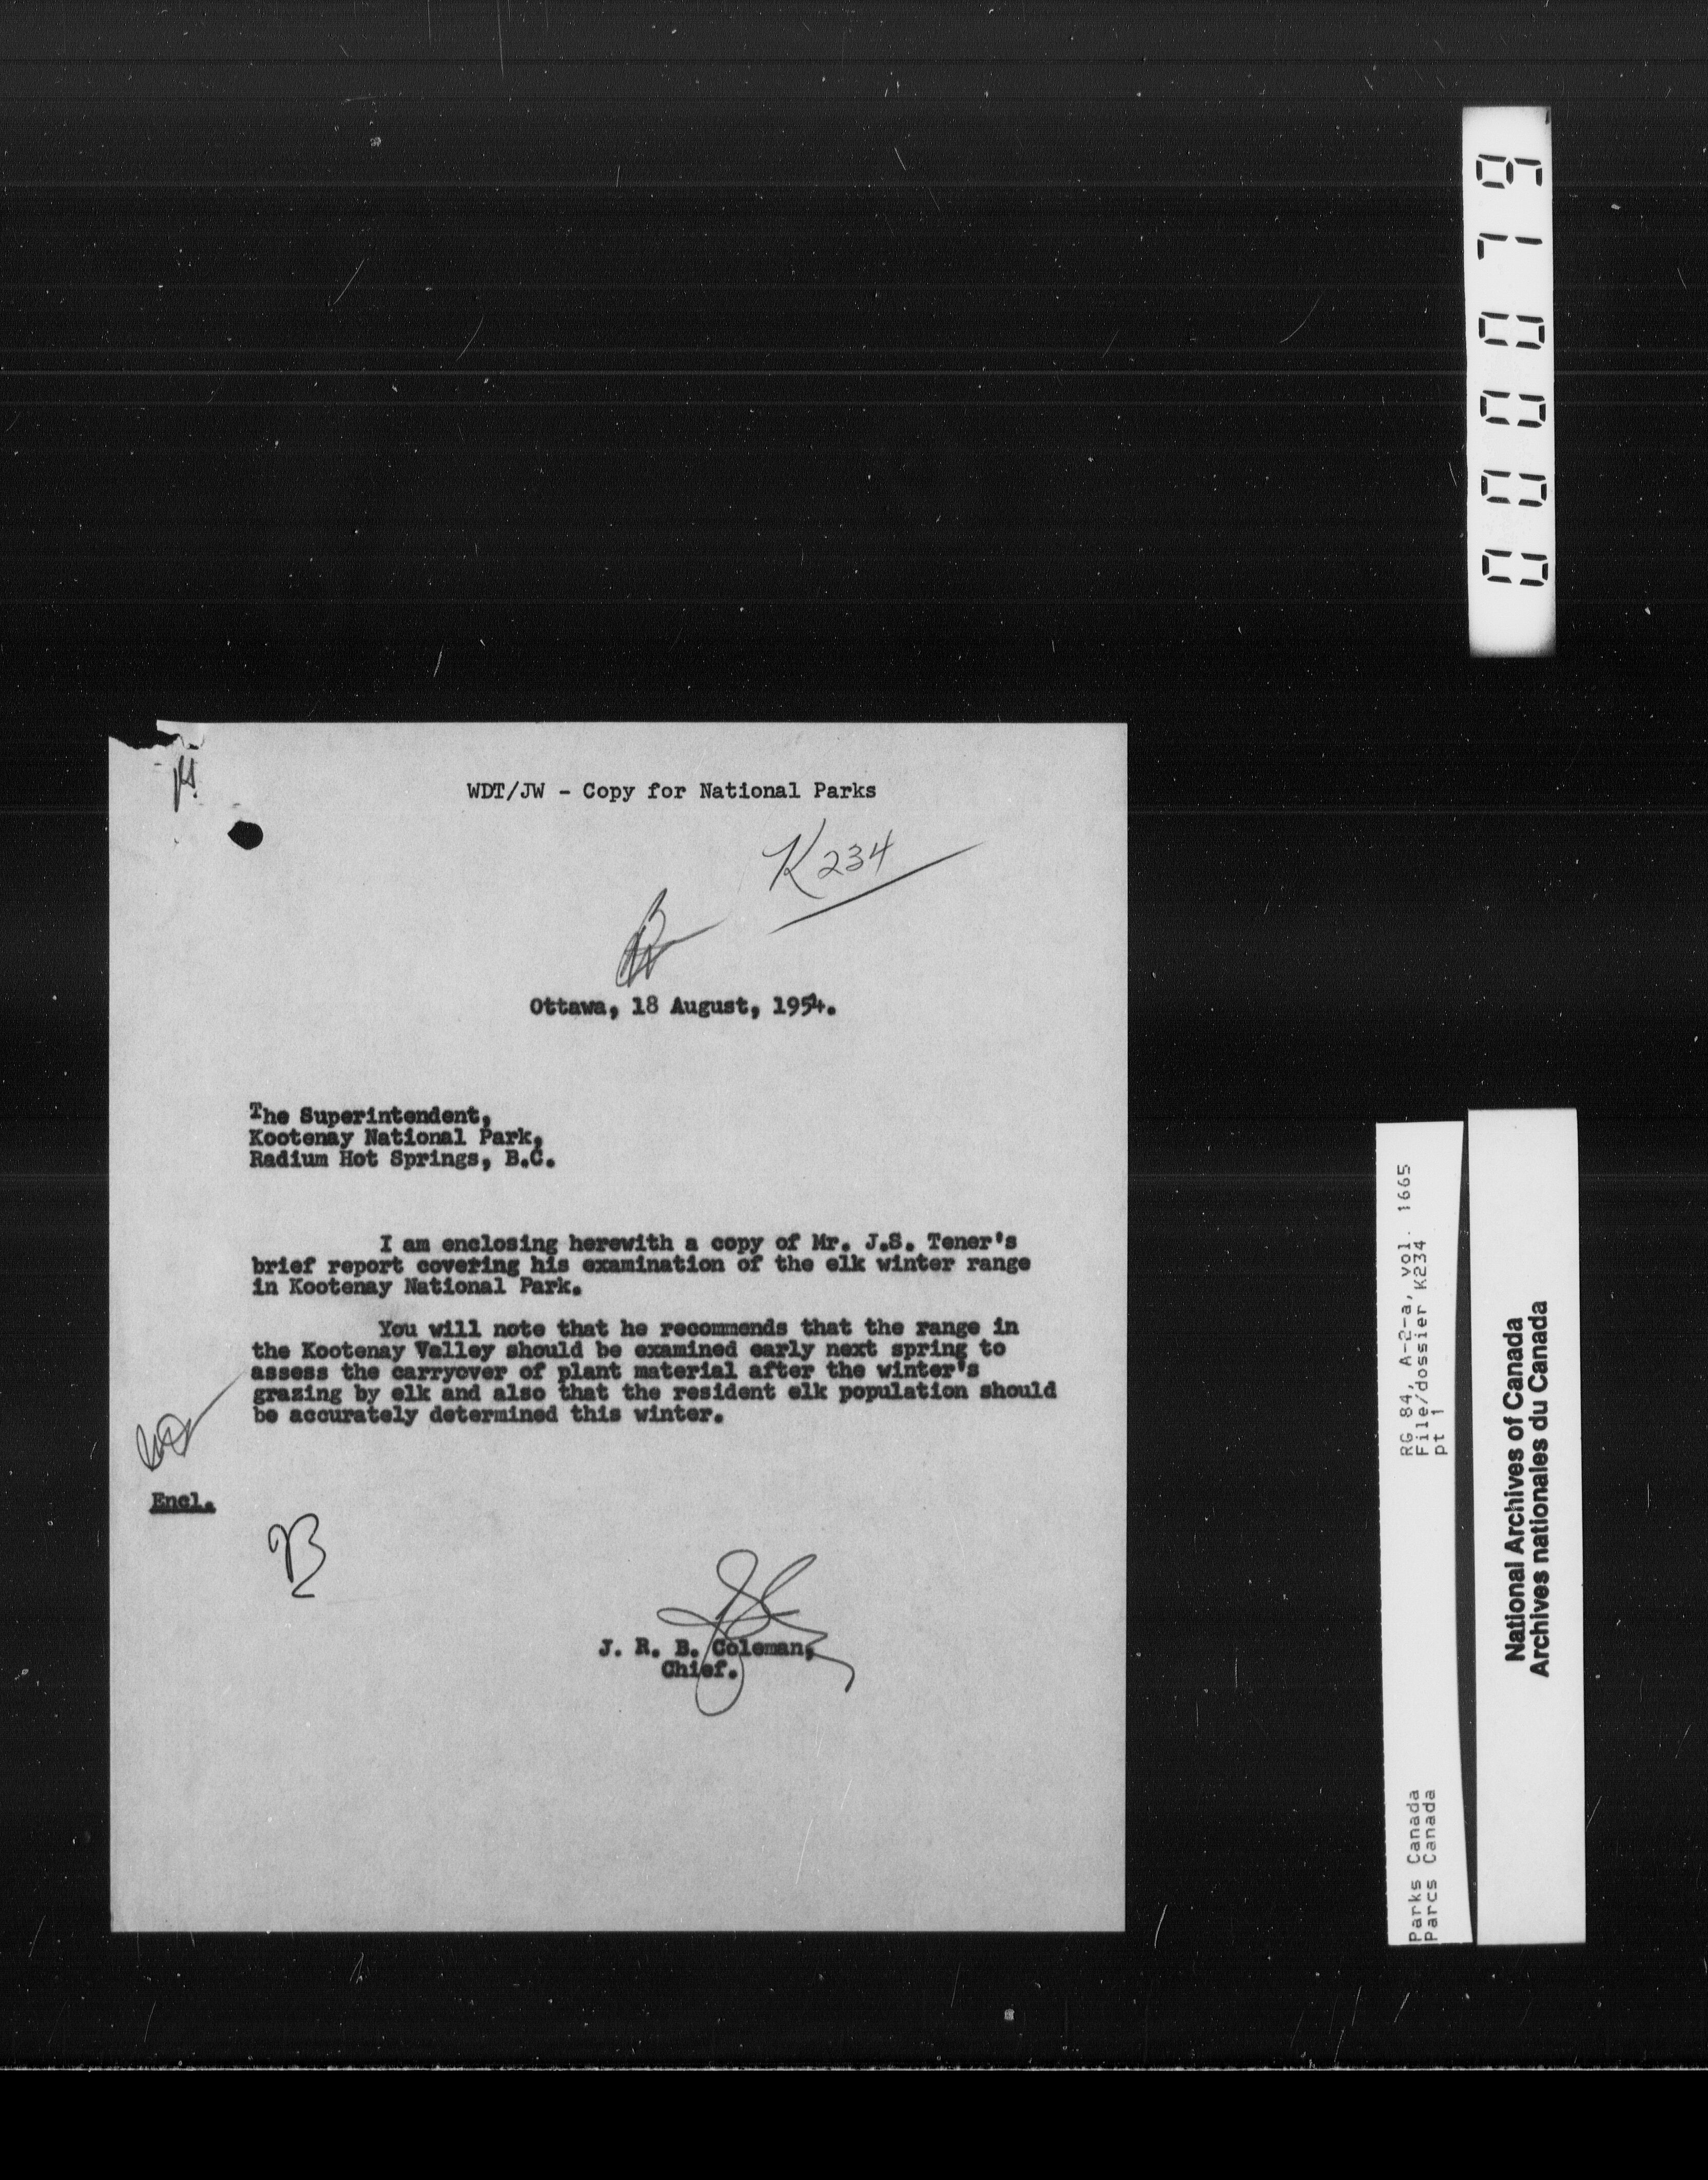 WDT/JW - Copy for National Parks
K234
Ottawa, 18 August, 1954.
The Superintendent,
Kootenay National Park,
Radium Hot Springs, B.C.
I am enclosing herewith a copy of Mr. J.S. Tener's
brief report covering his examination of the elk winter range
in Kootenay National Park.
You will note that he recommends that the range in
the Kootenay Valley should be examined early next spring to
assess the carryover of plant material after the winter's
grazing by elk and also that the resident elk population should
be accurately determined this winter.
Encl.
J. R. B. Coleman,
Chief.
RG 84, A-2-a, vol. 1665
File/dossier K234
pt 1
Parks Canada
Parcs Canada
National Archives of Canada
Archives nationales du Canada